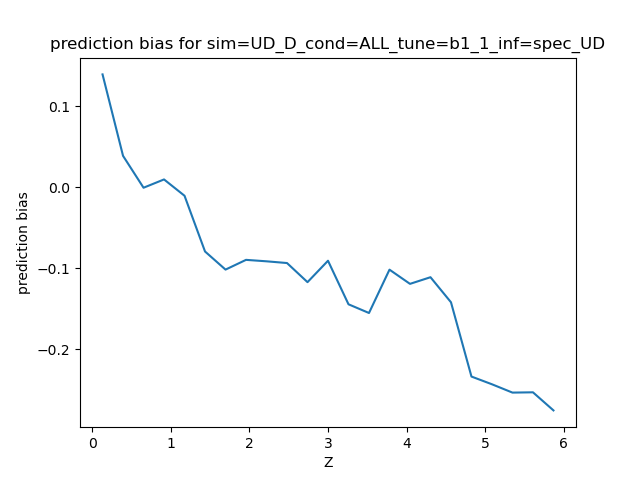 prediction bias for sim=UD_D_cond=ALL_tune=b1_1_inf=spec_UD
prediction bias
0.1
0.0
−0.1
−0.2
0 1 2 3 4 5 6
Z